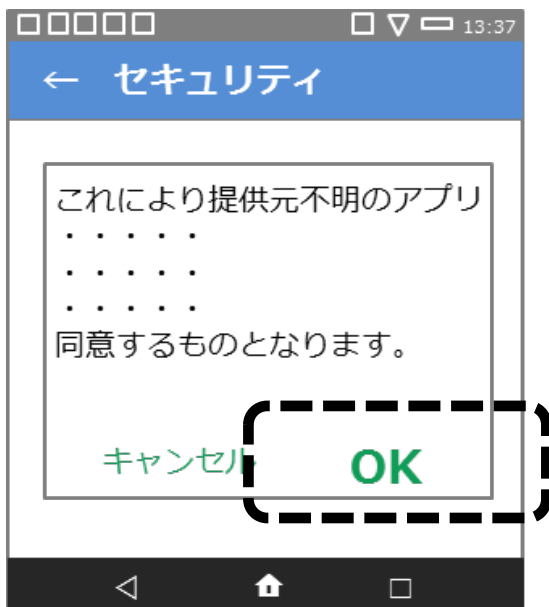 13:37
← セキュリティ
これにより提供元不明のアプリ
・・・・・
・・・・・
・・・・・
同意するものとなります。
キャンセル OK